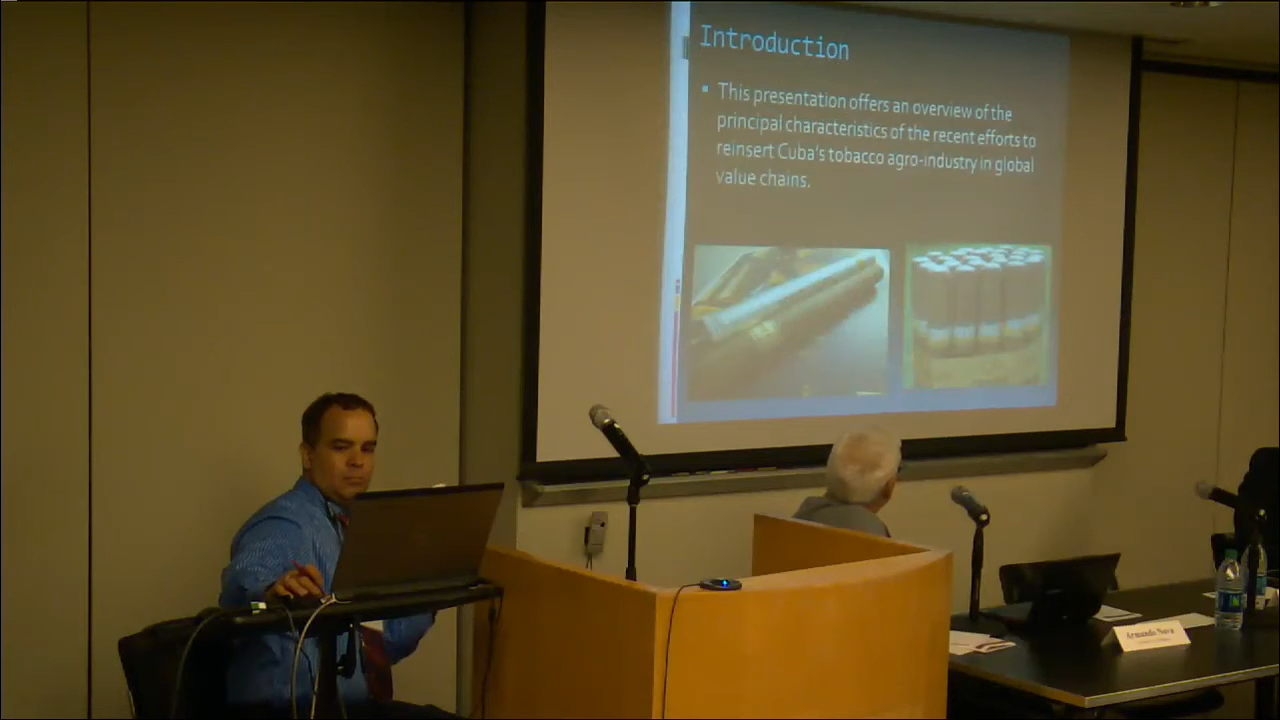 Introduction
This presentation offers an overview of the
principal characteristics of the recent efforts to
reinsert Cuba's tobacco agro-industry in global
value chains.
Armando Nova